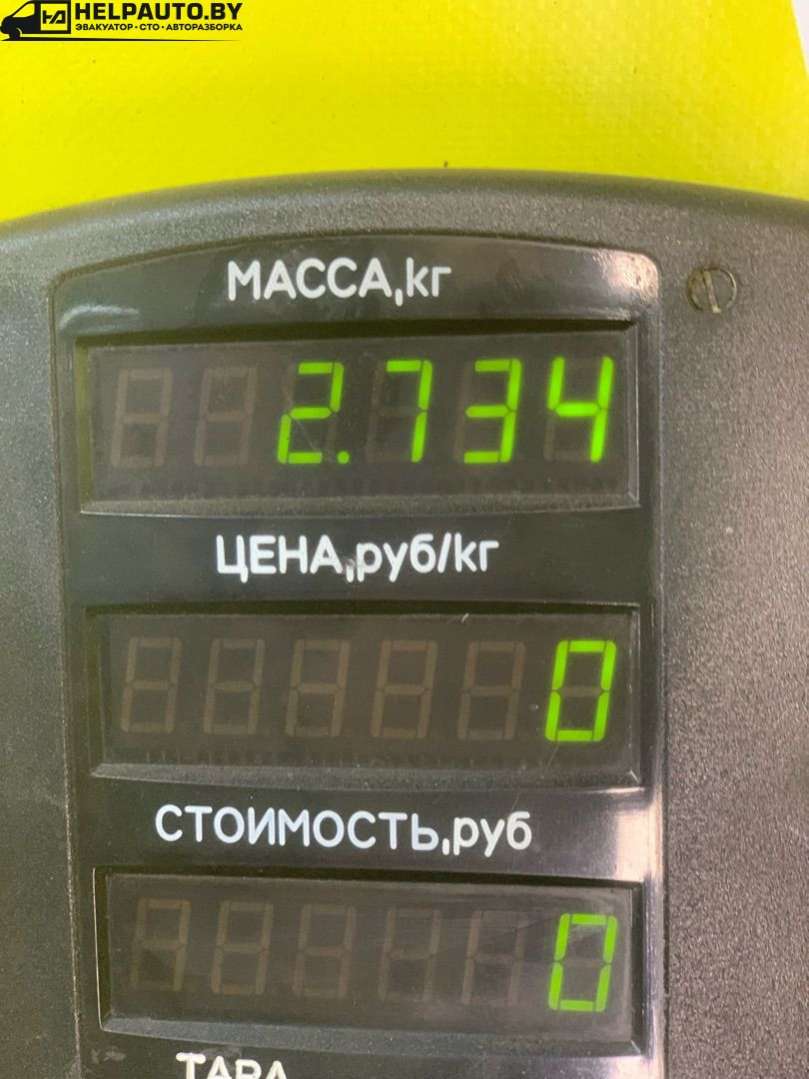 HELPAUTO.BY
ЭВАКУАТОР•СТО•АВТОРАЗБОРКА
МАССА,кг
2.734
ЦЕНА,руб/кг
0
СТОИМОСТЬ,руб
0
ТАРА